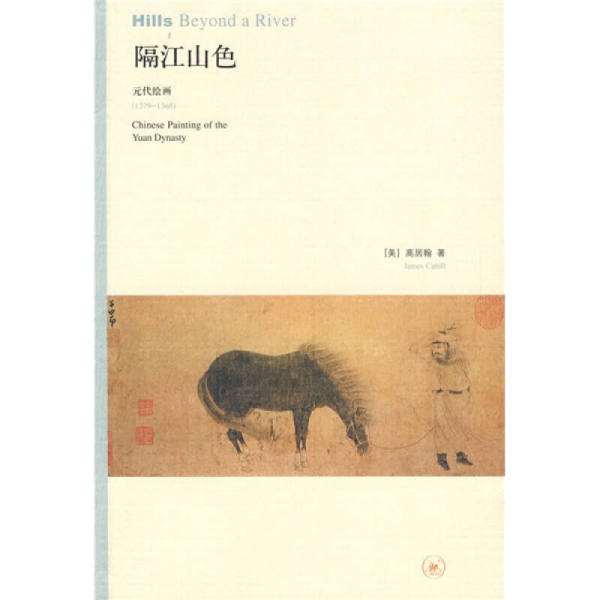 Hills Beyond a River
隔江山色
元代绘画
(1279-1368)
Chinese Painting of the
Yuan Dynasty
[美] 高居翰 著
James Cahill